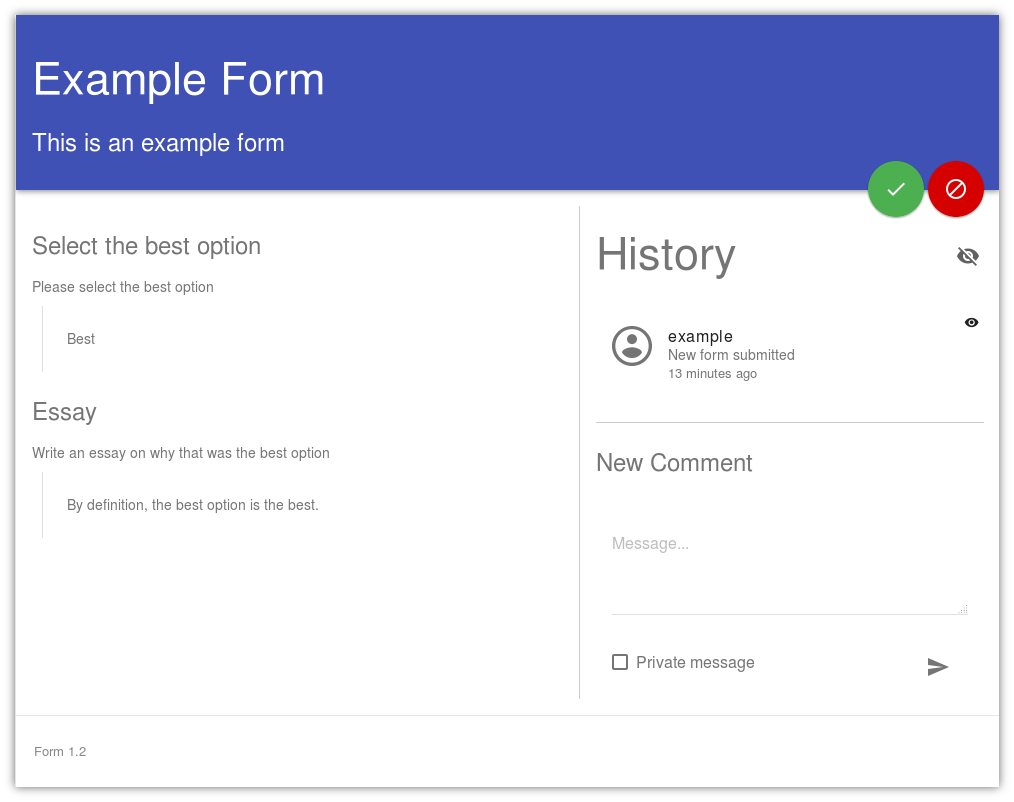 Example Form
This is an example form
Select the best option
Please select the best option
Best
Essay
Write an essay on why that was the best option
By definition, the best option is the best.
History
example
New form submitted
13 minutes ago
New Comment
Message...
Private message
Form 1.2